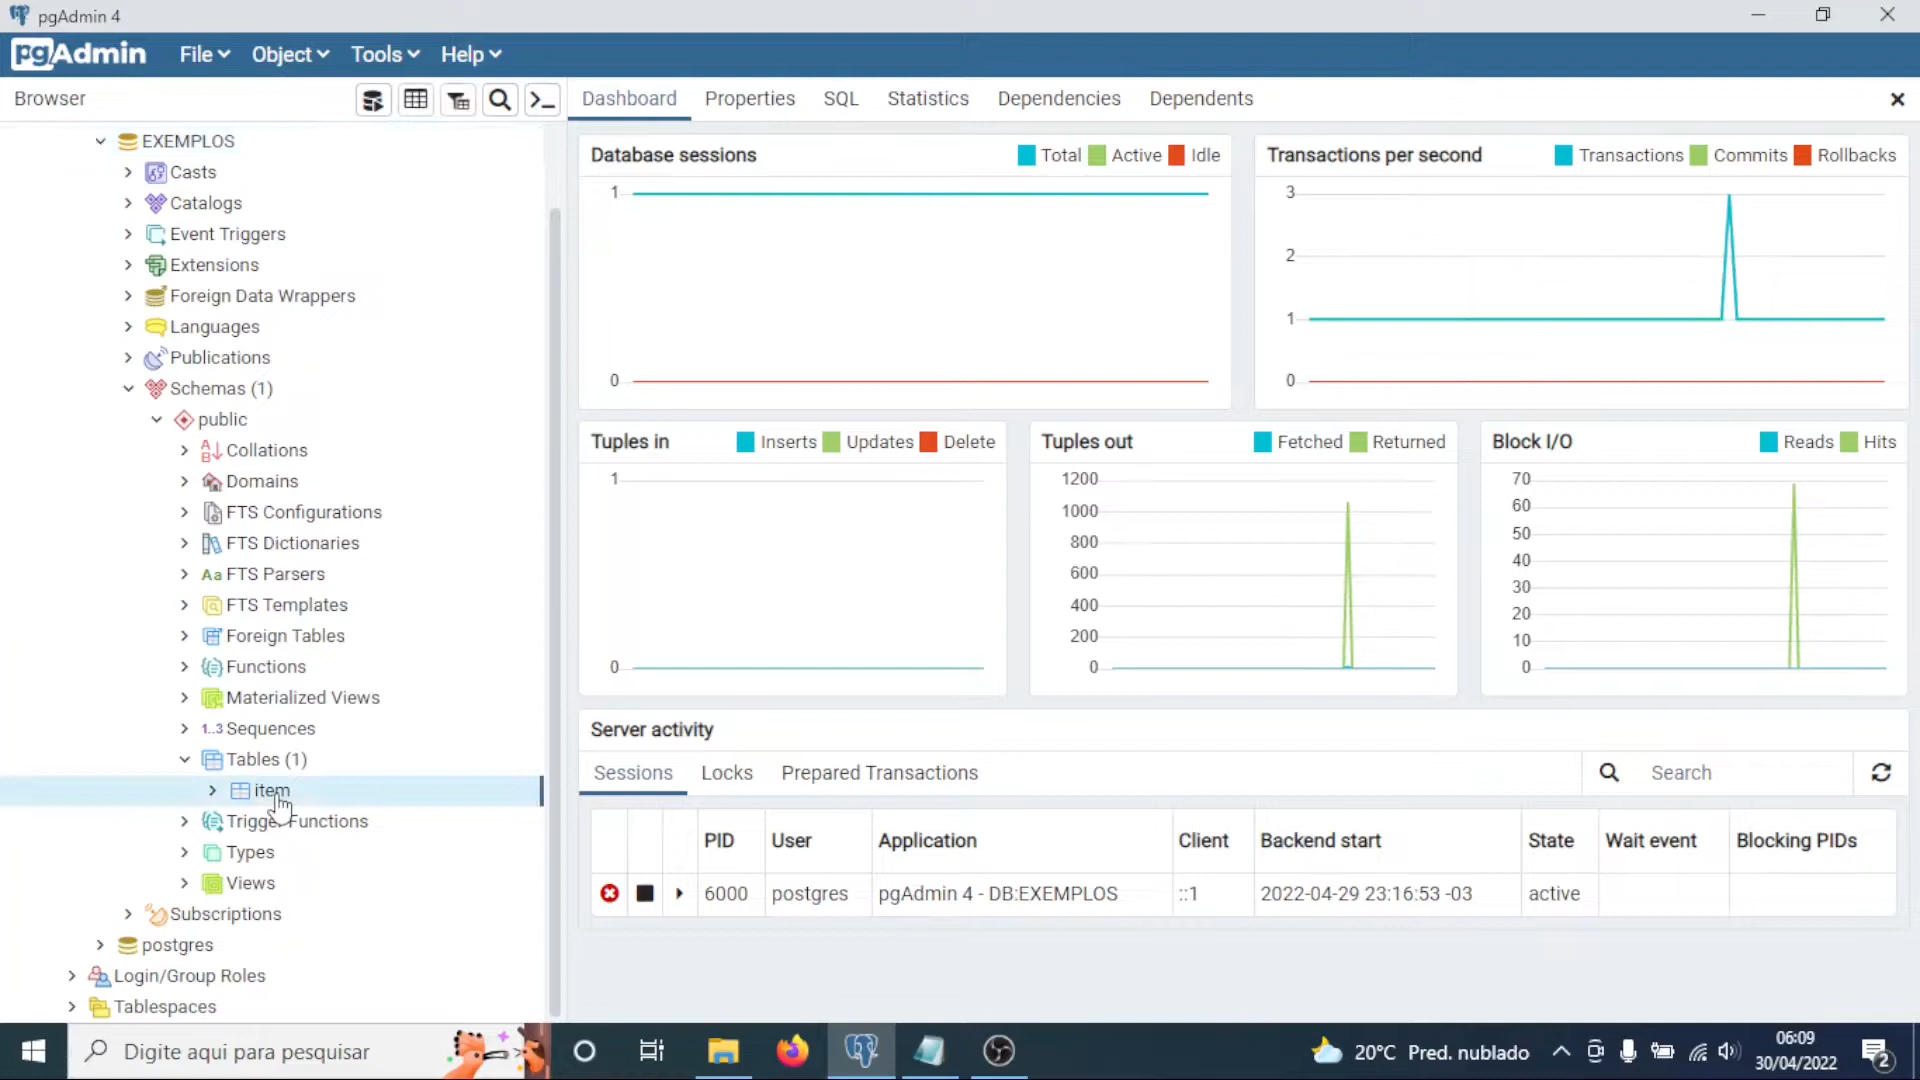 pgAdmin 4
pgAdmin File Object Tools Help
Browser
Dashboard Properties SQL Statistics Dependencies Dependents
EXEMPLOS
Casts
Catalogs
Event Triggers
Extensions
Foreign Data Wrappers
Languages
Publications
Schemas (1)
public
Collations
Domains
FTS Configurations
FTS Dictionaries
Aa FTS Parsers
FTS Templates
Foreign Tables
Functions
Materialized Views
1..3 Sequences
Tables (1)
item
Trigger Functions
Types
Views
Subscriptions
postgres
Login/Group Roles
Tablespaces
Database sessions Total Active Idle
1
0
Transactions per second Transactions Commits Rollbacks
3
2
1
0
Tuples in Inserts Updates Delete
1
0
Tuples out Fetched Returned
1200
1000
800
600
400
200
0
Block I/O Reads Hits
70
60
50
40
30
20
10
0
Server activity
Sessions Locks Prepared Transactions Search
PID User Application Client Backend start State Wait event Blocking PIDs
6000 postgres pgAdmin 4 - DB:EXEMPLOS ::1 2022-04-29 23:16:53 -03 active
Digite aqui para pesquisar
20°C Pred. nublado
06:09
30/04/2022
2